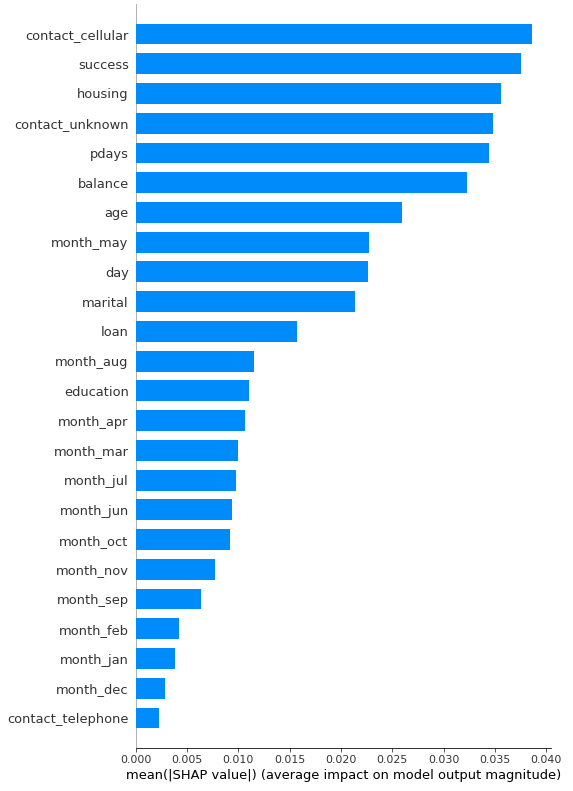 contact_cellular
success
housing
contact_unknown
pdays
balance
age
month_may
day
marital
loan
month_aug
education
month_apr
month_mar
month_jul
month_jun
month_oct
month_nov
month_sep
month_feb
month_jan
month_dec
contact_telephone
0.000 0.005 0.010 0.015 0.020 0.025 0.030 0.035 0.040
mean(|SHAP value|) (average impact on model output magnitude)